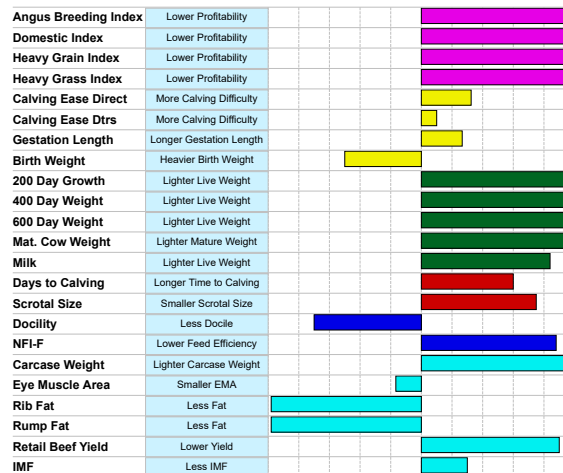 Angus Breeding Index Lower Profitability
Domestic Index Lower Profitability
Heavy Grain Index Lower Profitability
Heavy Grass Index Lower Profitability
Calving Ease Direct More Calving Difficulty
Calving Ease Dtrs More Calving Difficulty
Gestation Length Longer Gestation Length
Birth Weight Heavier Birth Weight
200 Day Growth Lighter Live Weight
400 Day Weight Lighter Live Weight
600 Day Weight Lighter Live Weight
Mat. Cow Weight Lighter Mature Weight
Milk Lighter Live Weight
Days to Calving Longer Time to Calving
Scrotal Size Smaller Scrotal Size
Docility Less Docile
NFI-F Lower Feed Efficiency
Carcase Weight Lighter Carcase Weight
Eye Muscle Area Smaller EMA
Rib Fat Less Fat
Rump Fat Less Fat
Retail Beef Yield Lower Yield
IMF Less IMF